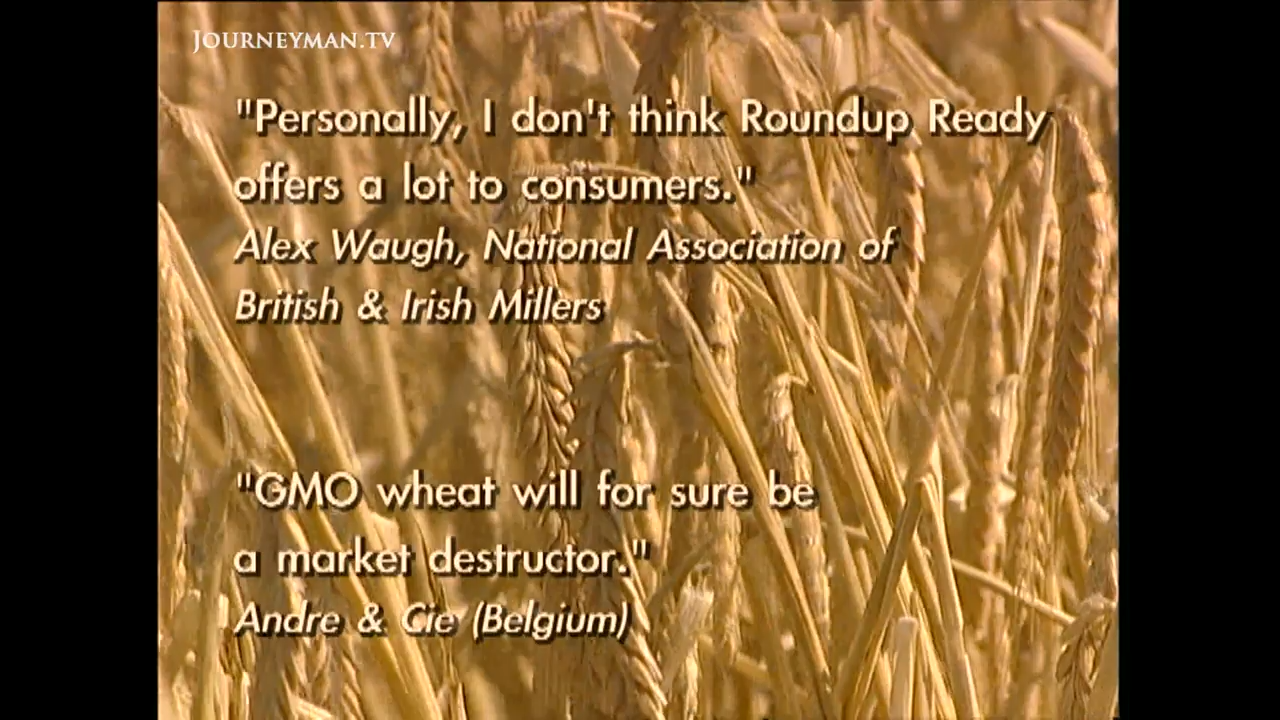 JOURNEYMAN.TV
"Personally, I don't think Roundup Ready
offers a lot to consumers."
Alex Waugh, National Association of
British & Irish Millers
"GMO wheat will for sure be
a market destructor."
Andre & Cie (Belgium)